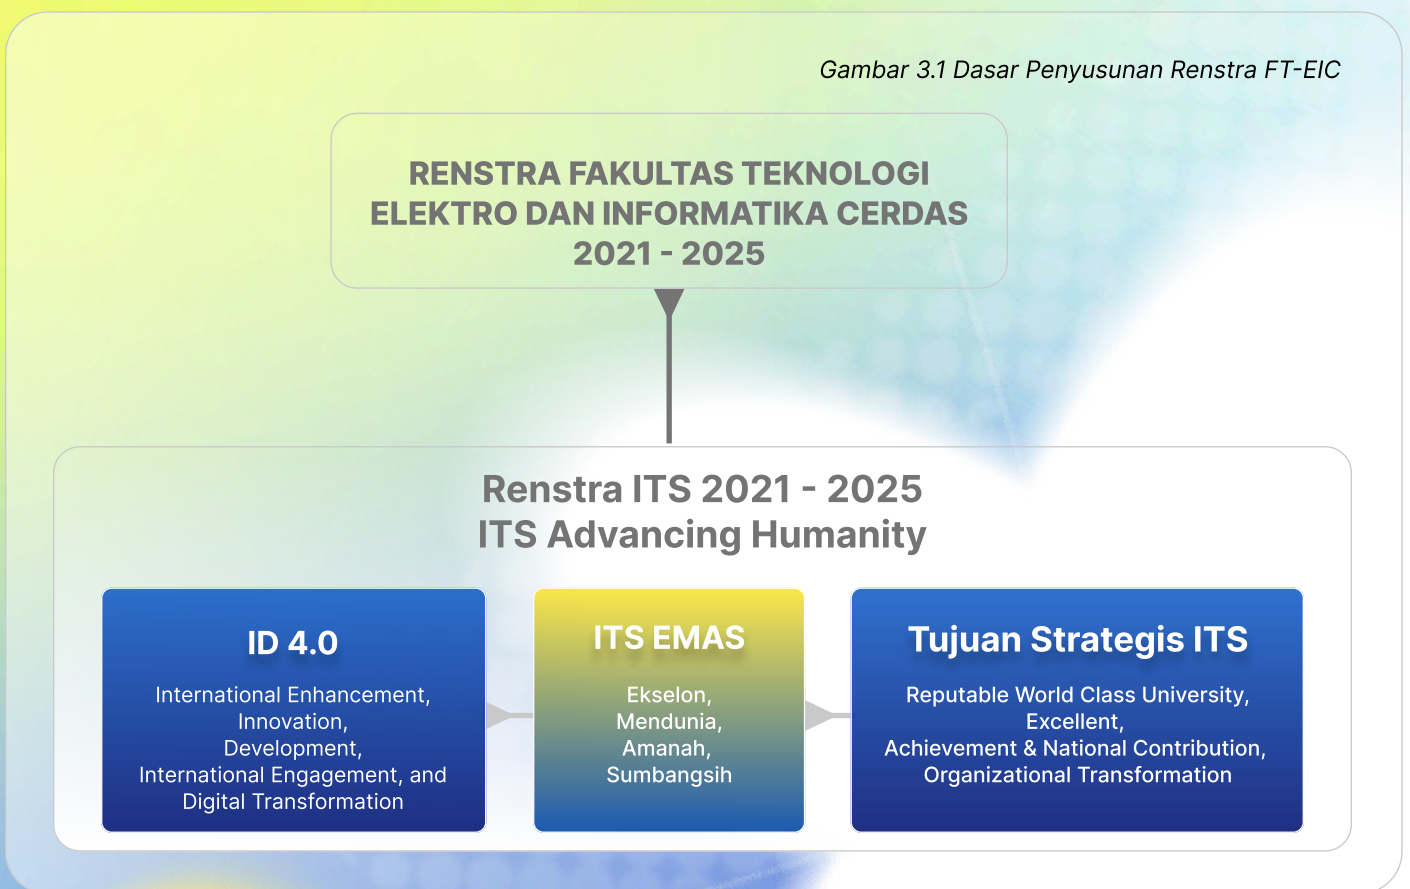 Gambar 3.1 Dasar Penyusunan Renstra FT-EIC
RENSTRA FAKULTAS TEKNOLOGI
ELEKTRO DAN INFORMATIKA CERDAS
2021 - 2025
Renstra ITS 2021 - 2025
ITS Advancing Humanity
ID 4.0
International Enhancement,
Innovation,
Development,
International Engagement, and
Digital Transformation
ITS EMAS
Ekselon,
Mendunia,
Amanah,
Sumbangsih
Tujuan Strategis ITS
Reputable World Class University,
Excellent,
Achievement & National Contribution,
Organizational Transformation